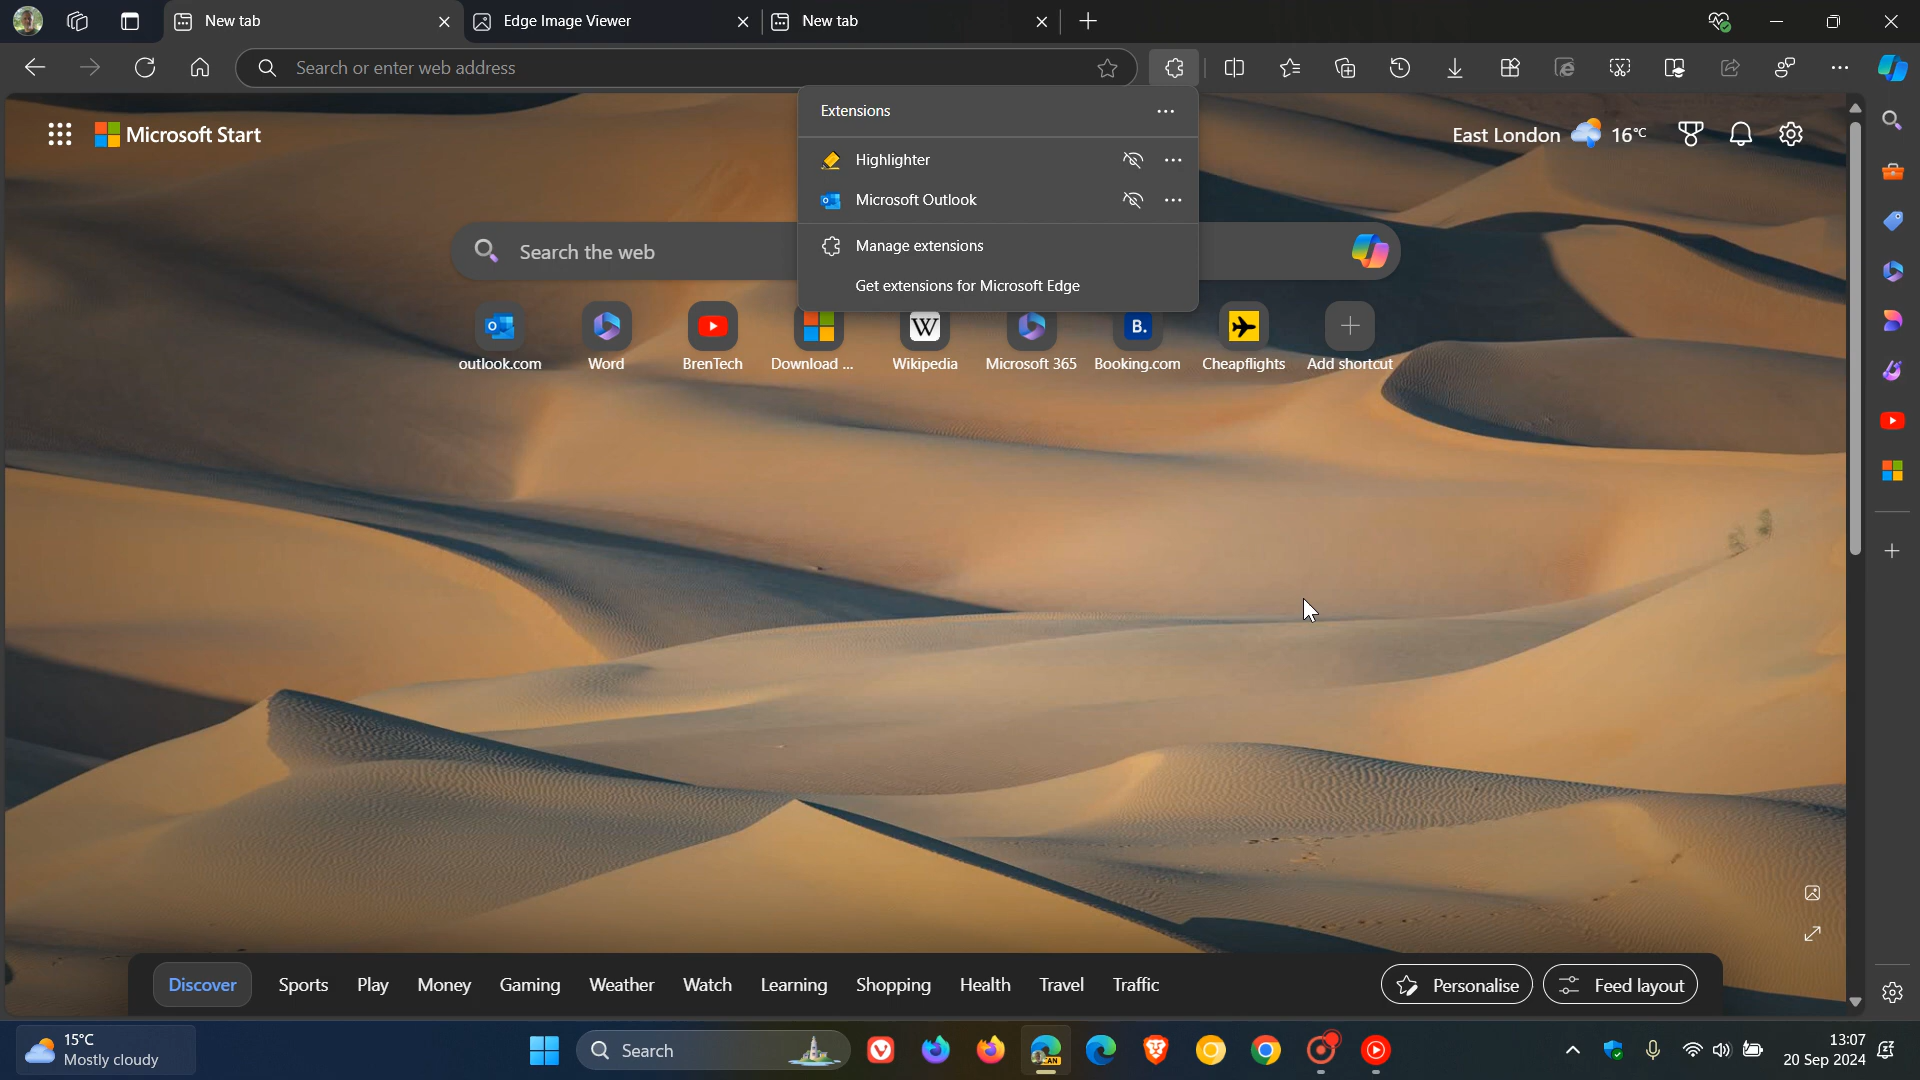 New tab
Edge Image Viewer
New tab
Search or enter web address
Microsoft Start
East London 16°C
Extensions
Highlighter
Microsoft Outlook
Manage extensions
Get extensions for Microsoft Edge
Search the web
outlook.com
Word
BrenTech
Download ...
W
Wikipedia
Microsoft 365
B.
Booking.com
Cheapflights
Add shortcut
Discover
Sports
Play
Money
Gaming
Weather
Watch
Learning
Shopping
Health
Travel
Traffic
Personalise
Feed layout
15°C
Mostly cloudy
Search
CAN
13:07
20 Sep 2024